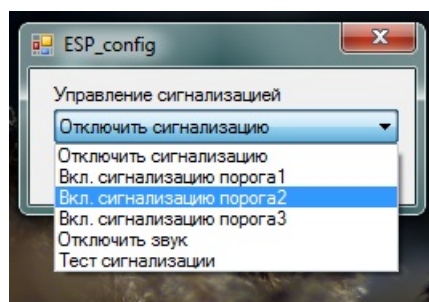 ESP_config
Управление сигнализацией
Отключить сигнализацию
Отключить сигнализацию
Вкл. сигнализацию порога1
Вкл. сигнализацию порога2
Вкл. сигнализацию порога3
Отключить звук
Тест сигнализации